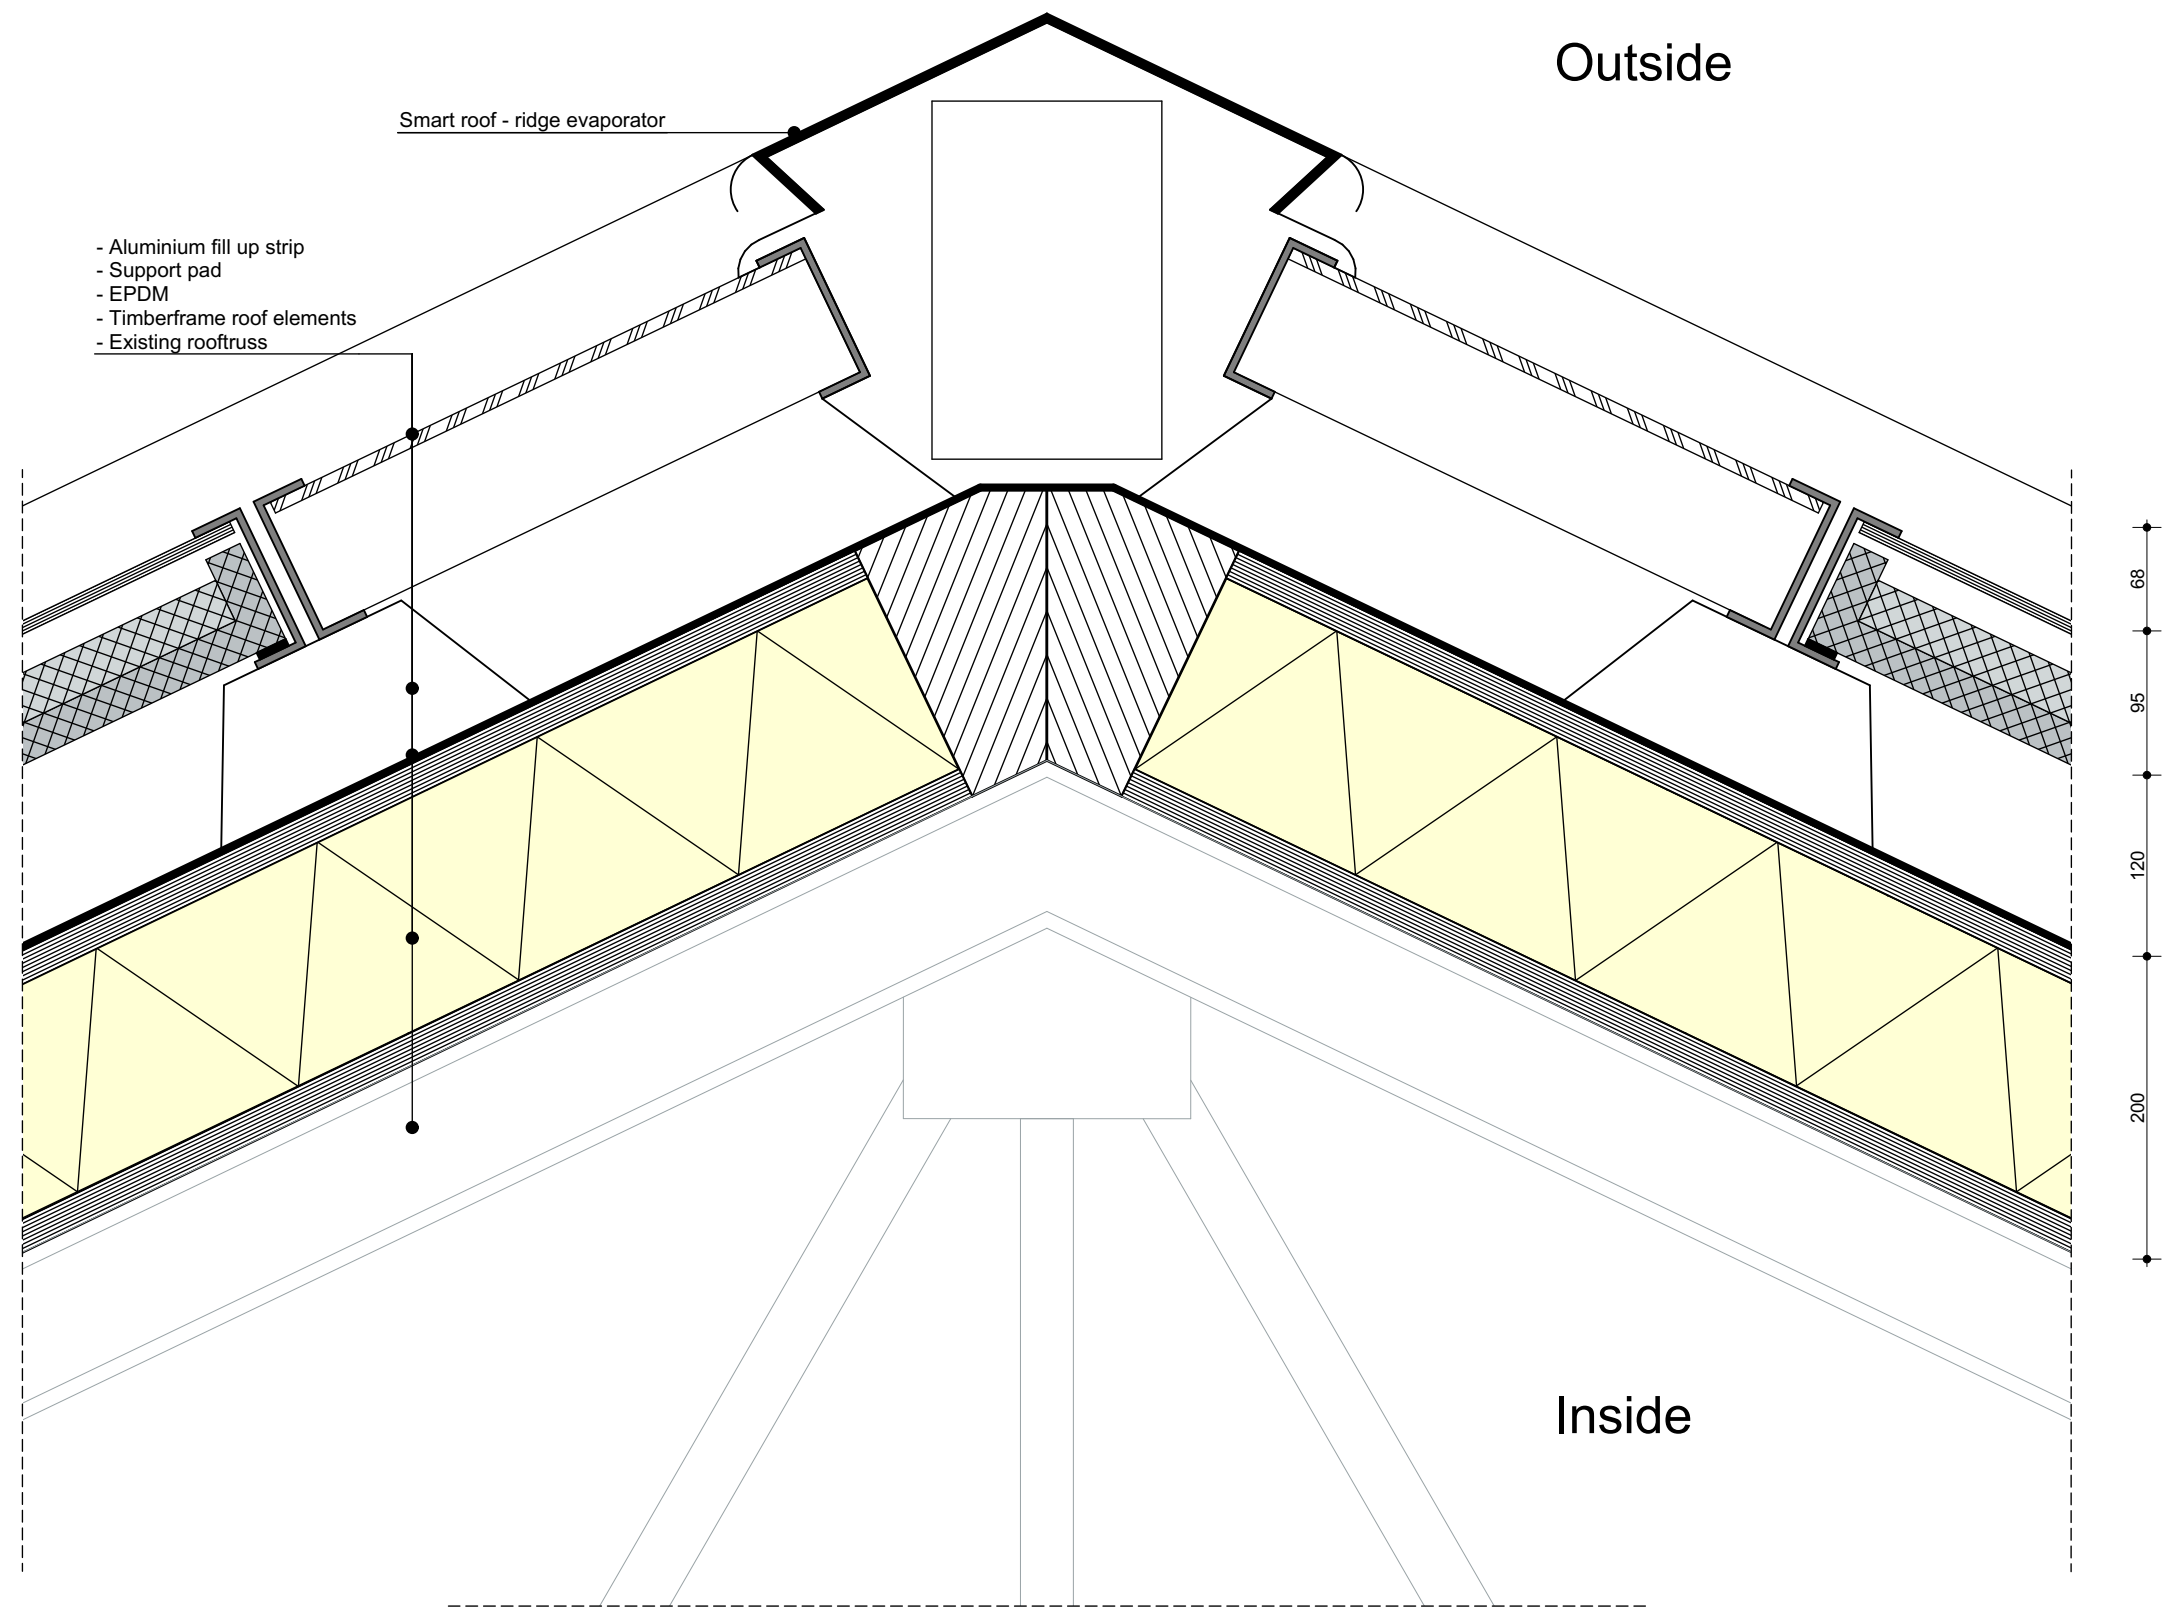 Outside
Smart roof - ridge evaporator
- Aluminium fill up strip
- Support pad
- EPDM
- Timberframe roof elements
- Existing rooftruss
68
95
120
200
Inside